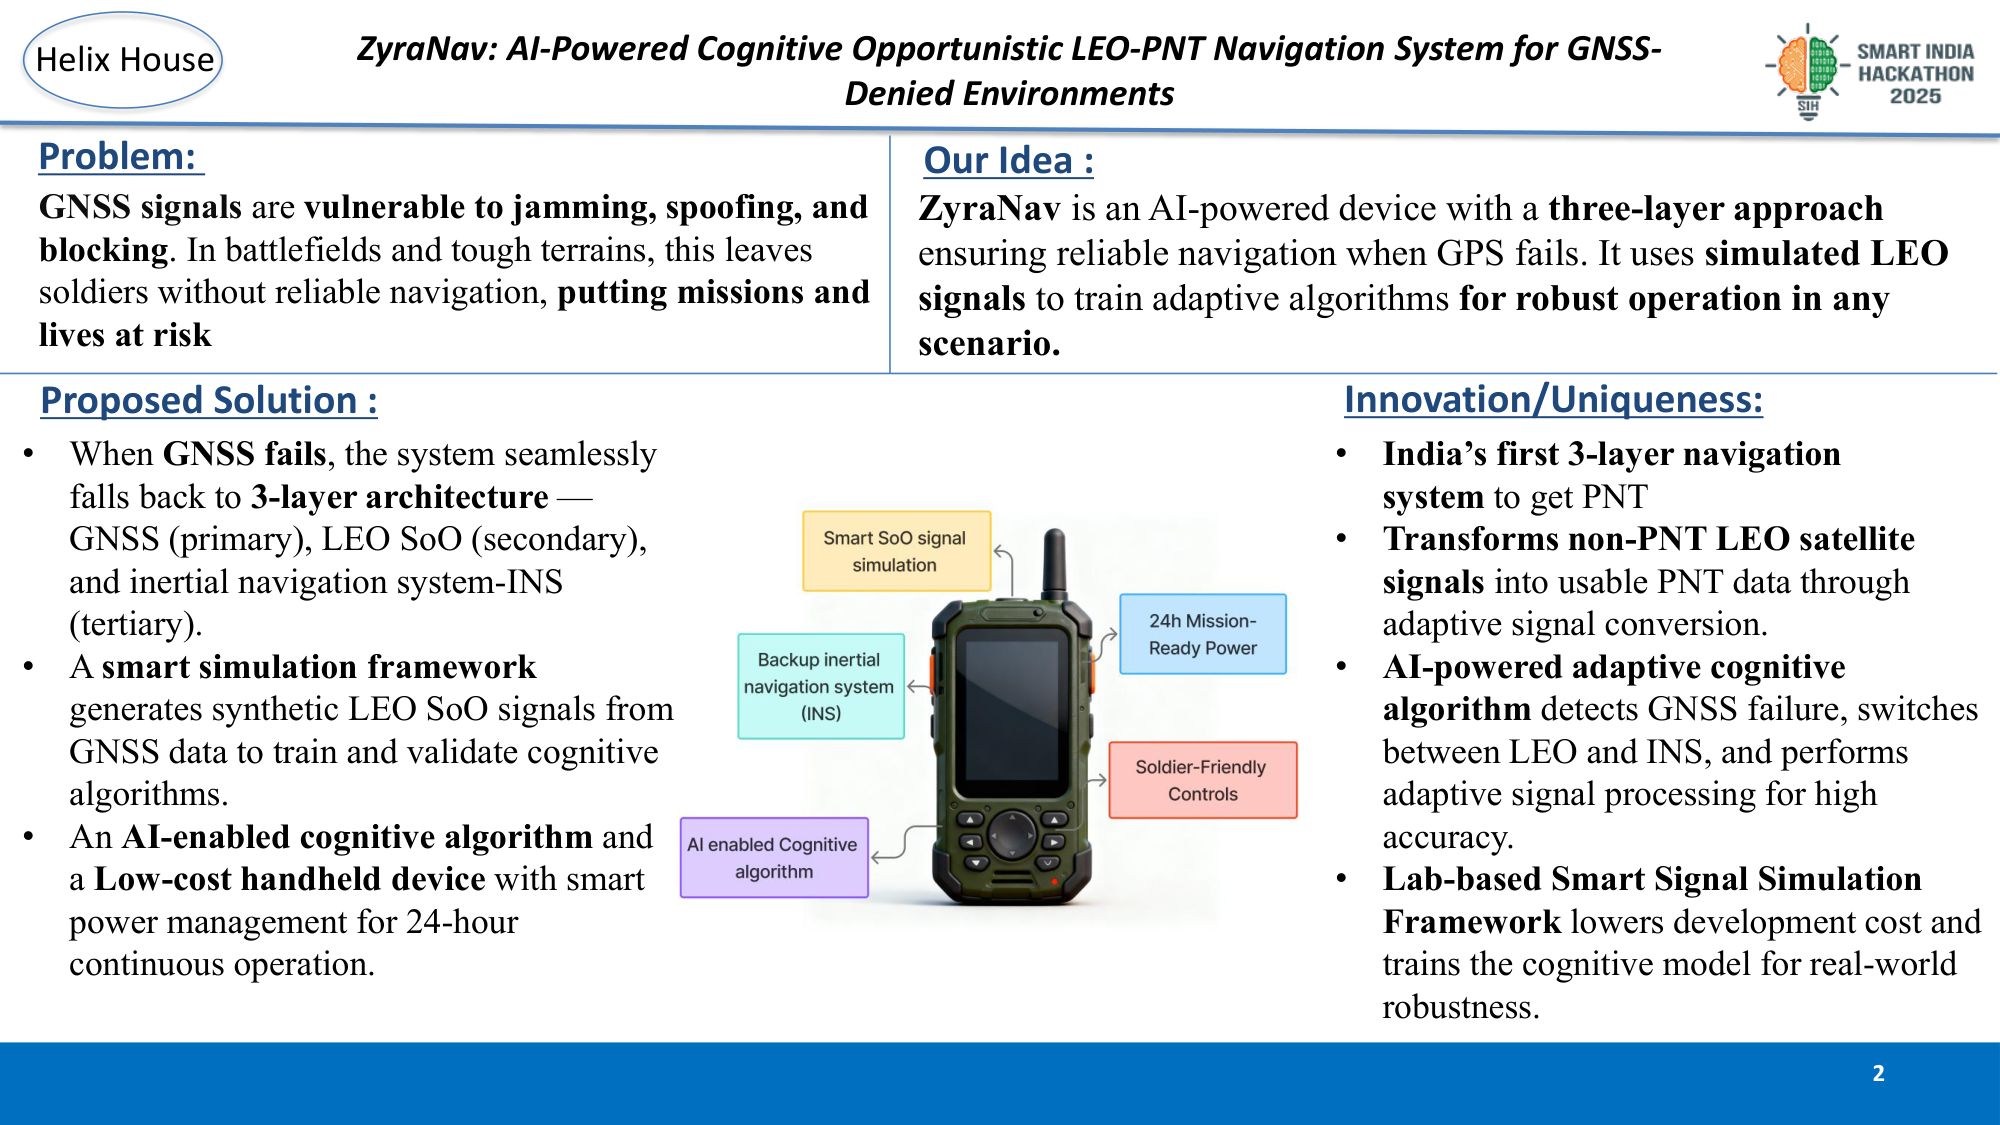 Helix House
ZyraNav: AI-Powered Cognitive Opportunistic LEO-PNT Navigation System for GNSS-
Denied Environments
SMART INDIA
HACKATHON
2025
SIH
Problem:
GNSS signals are vulnerable to jamming, spoofing, and
blocking. In battlefields and tough terrains, this leaves
soldiers without reliable navigation, putting missions and
lives at risk
Our Idea :
ZyraNav is an AI-powered device with a three-layer approach
ensuring reliable navigation when GPS fails. It uses simulated LEO
signals to train adaptive algorithms for robust operation in any
scenario.
Proposed Solution :
• When GNSS fails, the system seamlessly
falls back to 3-layer architecture —
GNSS (primary), LEO SoO (secondary),
and inertial navigation system-INS
(tertiary).
• A smart simulation framework
generates synthetic LEO SoO signals from
GNSS data to train and validate cognitive
algorithms.
• An AI-enabled cognitive algorithm and
a Low-cost handheld device with smart
power management for 24-hour
continuous operation.
Smart SoO signal
simulation
24h Mission-
Ready Power
Backup inertial
navigation system
(INS)
Soldier-Friendly
Controls
AI enabled Cognitive
algorithm
Innovation/Uniqueness:
• India’s first 3-layer navigation
system to get PNT
• Transforms non-PNT LEO satellite
signals into usable PNT data through
adaptive signal conversion.
• AI-powered adaptive cognitive
algorithm detects GNSS failure, switches
between LEO and INS, and performs
adaptive signal processing for high
accuracy.
• Lab-based Smart Signal Simulation
Framework lowers development cost and
trains the cognitive model for real-world
robustness.
2